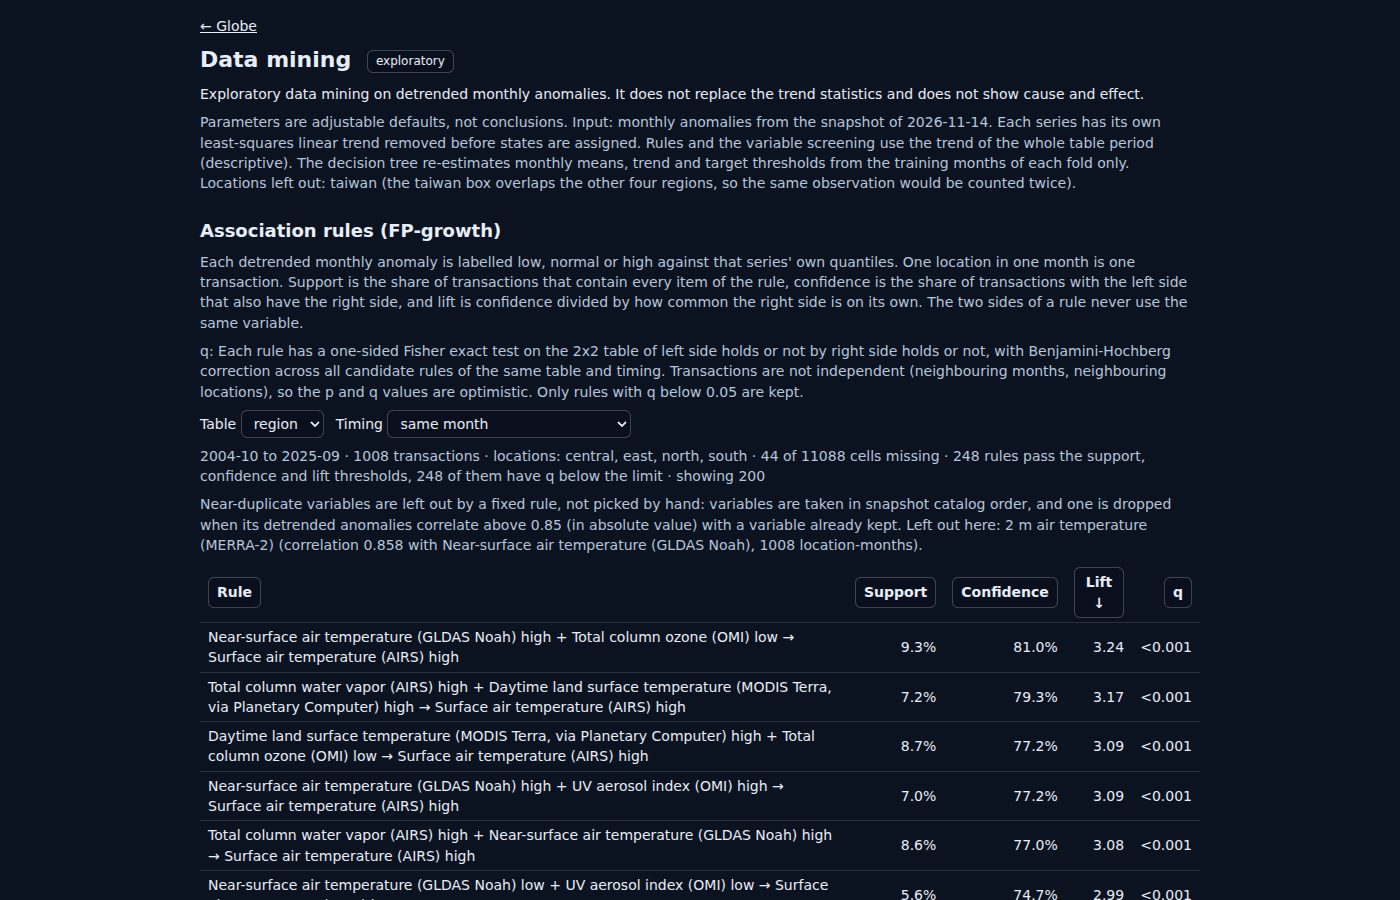 ← Globe
Data mining exploratory
Exploratory data mining on detrended monthly anomalies. It does not replace the trend statistics and does not show cause and effect.
Parameters are adjustable defaults, not conclusions. Input: monthly anomalies from the snapshot of 2026-11-14. Each series has its own
least-squares linear trend removed before states are assigned. Rules and the variable screening use the trend of the whole table period
(descriptive). The decision tree re-estimates monthly means, trend and target thresholds from the training months of each fold only.
Locations left out: taiwan (the taiwan box overlaps the other four regions, so the same observation would be counted twice).
Association rules (FP-growth)
Each detrended monthly anomaly is labelled low, normal or high against that series' own quantiles. One location in one month is one
transaction. Support is the share of transactions that contain every item of the rule, confidence is the share of transactions with the left side
that also have the right side, and lift is confidence divided by how common the right side is on its own. The two sides of a rule never use the
same variable.
q: Each rule has a one-sided Fisher exact test on the 2x2 table of left side holds or not by right side holds or not, with Benjamini-Hochberg
correction across all candidate rules of the same table and timing. Transactions are not independent (neighbouring months, neighbouring
locations), so the p and q values are optimistic. Only rules with q below 0.05 are kept.
Table region Timing same month
2004-10 to 2025-09 · 1008 transactions · locations: central, east, north, south · 44 of 11088 cells missing · 248 rules pass the support,
confidence and lift thresholds, 248 of them have q below the limit · showing 200
Near-duplicate variables are left out by a fixed rule, not picked by hand: variables are taken in snapshot catalog order, and one is dropped
when its detrended anomalies correlate above 0.85 (in absolute value) with a variable already kept. Left out here: 2 m air temperature
(MERRA-2) (correlation 0.858 with Near-surface air temperature (GLDAS Noah), 1008 location-months).
Rule Support Confidence Lift ↓ q
Near-surface air temperature (GLDAS Noah) high + Total column ozone (OMI) low →
Surface air temperature (AIRS) high 9.3% 81.0% 3.24 <0.001
Total column water vapor (AIRS) high + Daytime land surface temperature (MODIS Terra,
via Planetary Computer) high → Surface air temperature (AIRS) high 7.2% 79.3% 3.17 <0.001
Daytime land surface temperature (MODIS Terra, via Planetary Computer) high + Total
column ozone (OMI) low → Surface air temperature (AIRS) high 8.7% 77.2% 3.09 <0.001
Near-surface air temperature (GLDAS Noah) high + UV aerosol index (OMI) high →
Surface air temperature (AIRS) high 7.0% 77.2% 3.09 <0.001
Total column water vapor (AIRS) high + Near-surface air temperature (GLDAS Noah) high
→ Surface air temperature (AIRS) high 8.6% 77.0% 3.08 <0.001
Near-surface air temperature (GLDAS Noah) low + UV aerosol index (OMI) low → Surface
5.6% 74.7% 2.99 <0.001